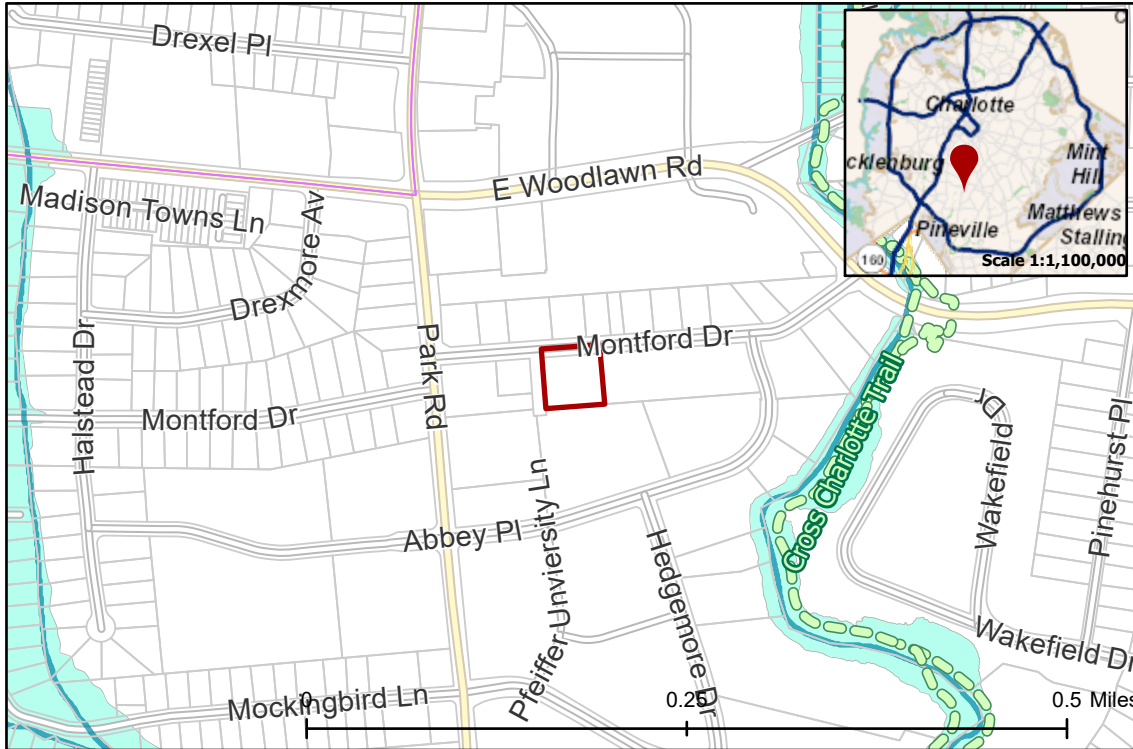 Drexel Pl
E Woodlawn Rd
Madison Towns Ln
Drexmore Av
Halstead Dr
Park Rd
Montford Dr
Montford Dr
Cross Charlotte Trail
Wakefield Dr
Pinehurst Pl
Pfeiffer Unviersity Ln
Abbey Pl
Hedgemore Dr
Wakefield Dr
Mockingbird Ln
0
0.25
0.5 Miles
Charlotte
cklenburg
Mint
Hill
Matthews
Stalling
Pineville
160
Scale 1:1,100,000